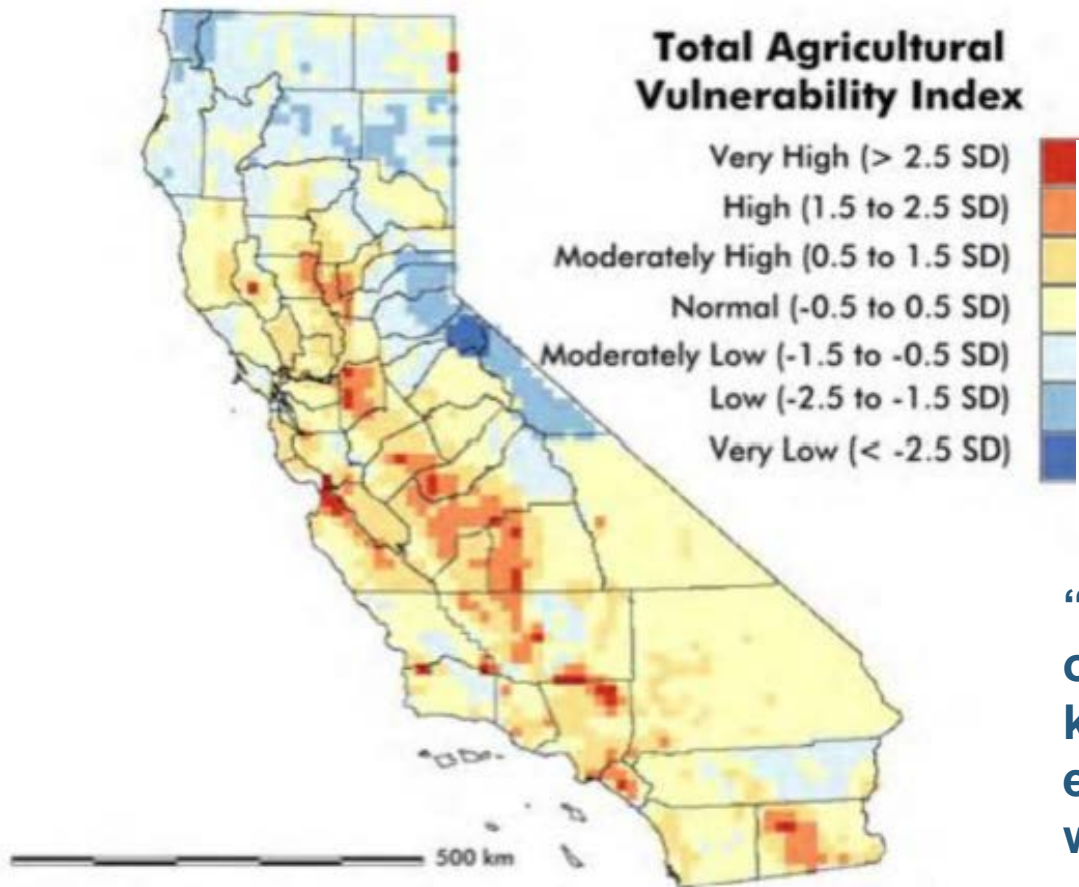 Total Agricultural
Vulnerability Index
Very High (> 2.5 SD)
High (1.5 to 2.5 SD)
Moderately High (0.5 to 1.5 SD)
Normal (-0.5 to 0.5 SD)
Moderately Low (-1.5 to -0.5 SD)
Low (-2.5 to -1.5 SD)
Very Low (< -2.5 SD)
500 km